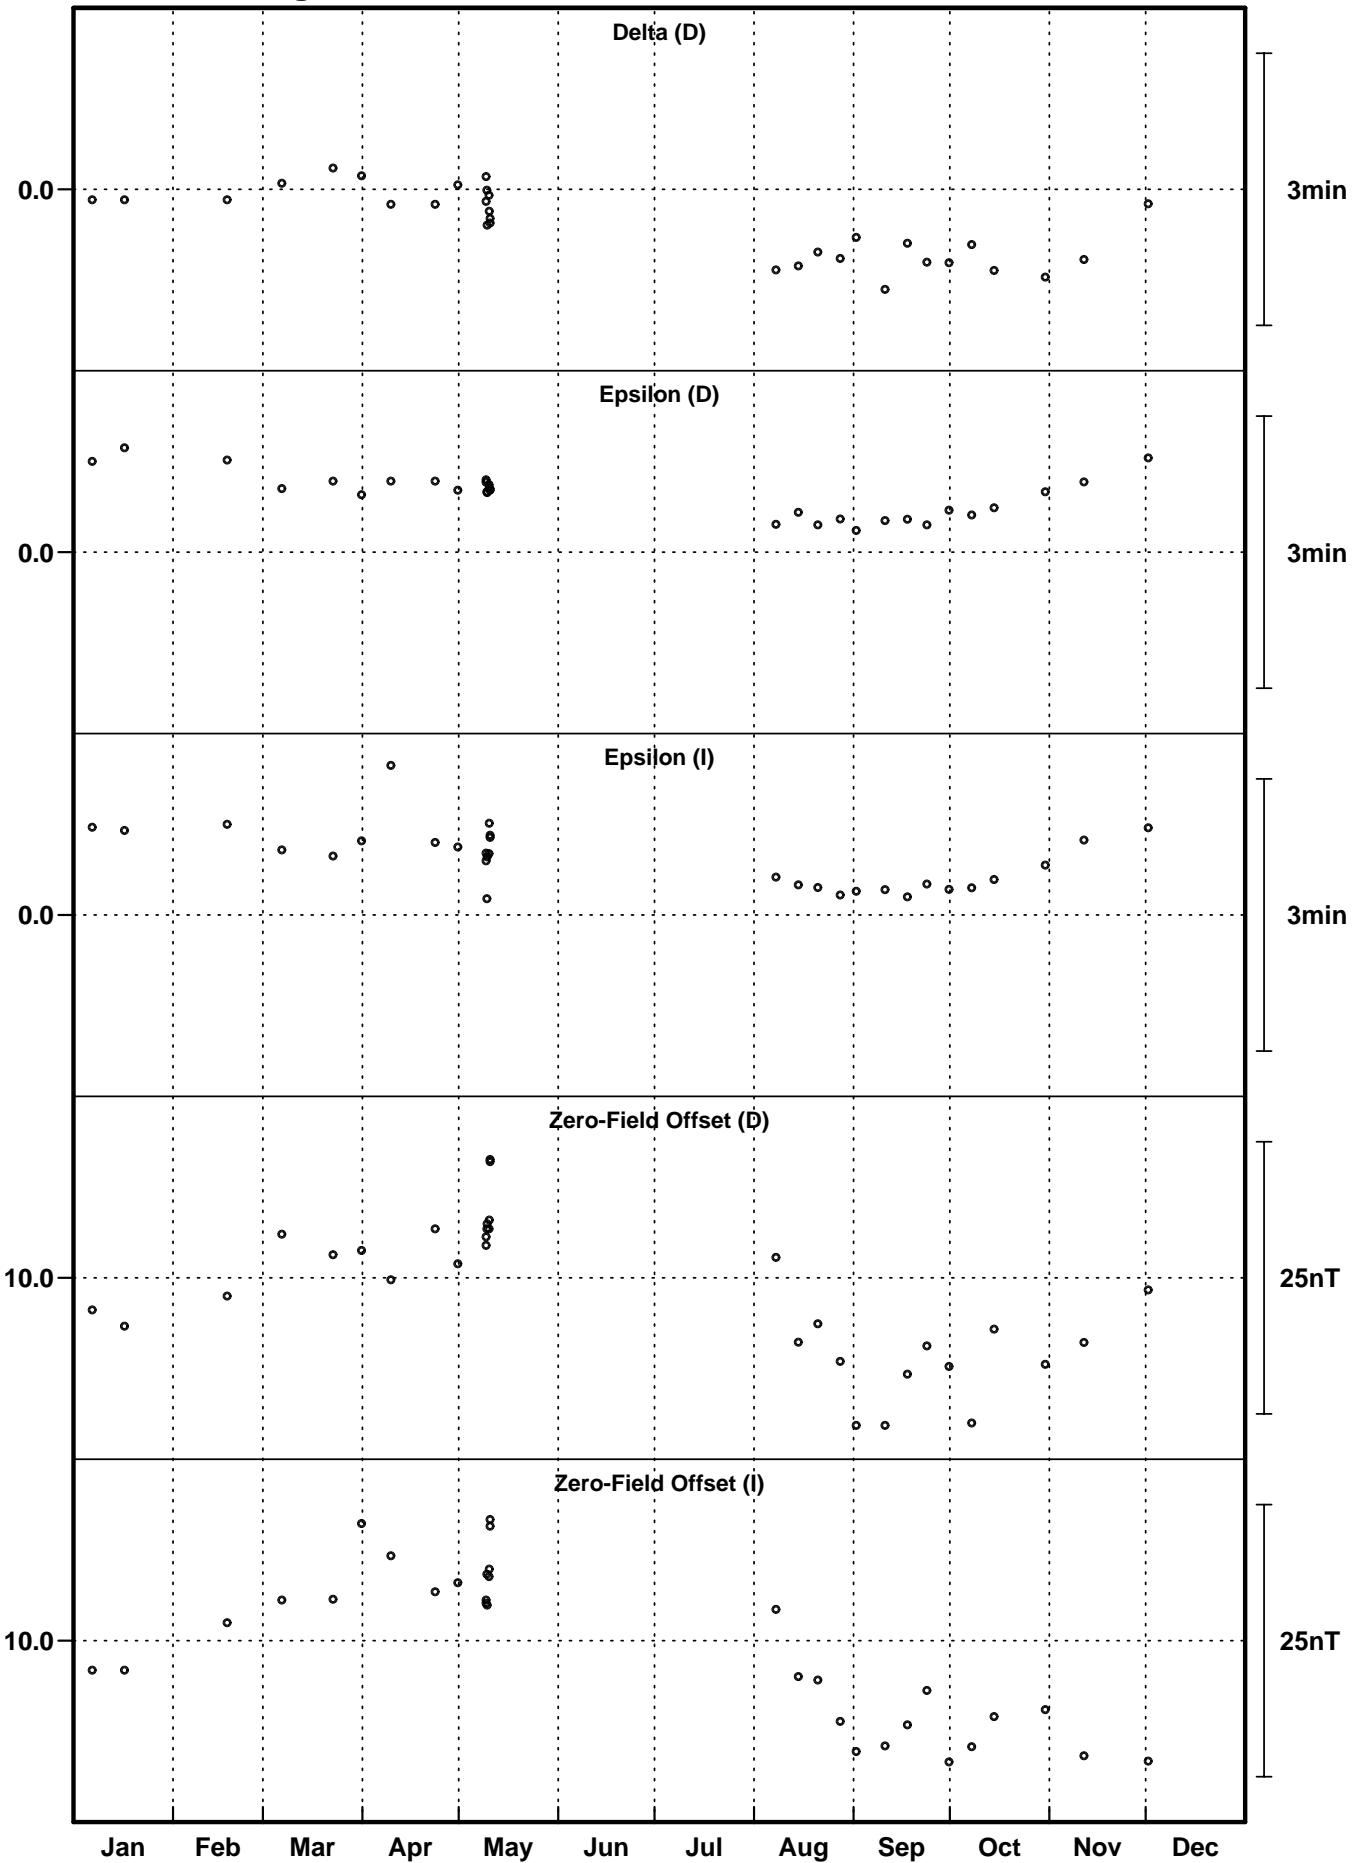 Delta (D)
0.0
3min
Epsilon (D)
0.0
3min
Epsilon (I)
0.0
3min
Zero-Field Offset (D)
10.0
25nT
Zero-Field Offset (I)
10.0
25nT
Jan Feb Mar Apr May Jun Jul Aug Sep Oct Nov Dec